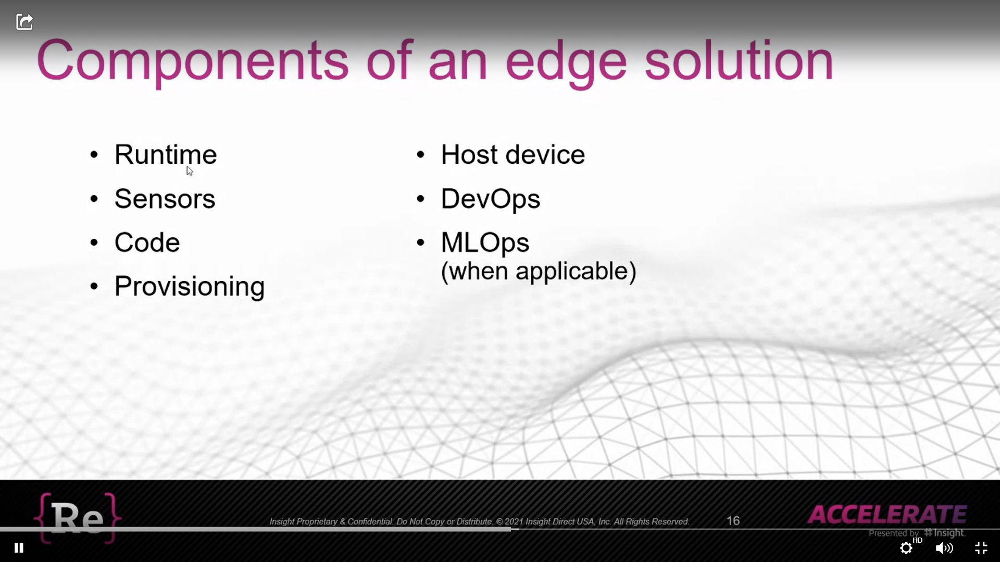 Components of an edge solution
• Runtime
• Sensors
• Code
• Provisioning
• Host device
• DevOps
• MLOps
(when applicable)
{Re}
Insight Proprietary & Confidential. Do Not Copy or Distribute. © 2021 Insight Direct USA, Inc. All Rights Reserved.
16
ACCELERATE
Presented by Insight.
HD